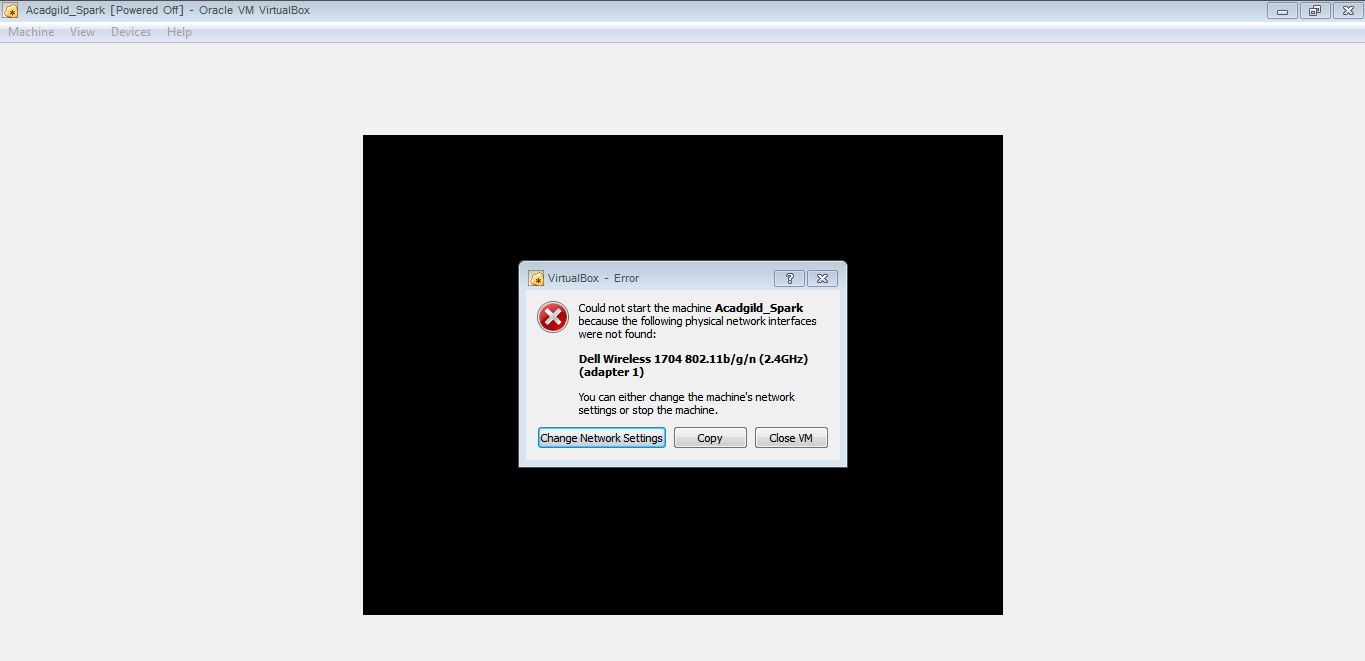 Acadgild_Spark [Powered Off] - Oracle VM VirtualBox
Machine View Devices Help
VirtualBox - Error
?
Could not start the machine Acadgild_Spark
because the following physical network interfaces
were not found:
Dell Wireless 1704 802.11b/g/n (2.4GHz)
(adapter 1)
You can either change the machine's network
settings or stop the machine.
Change Network Settings Copy Close VM